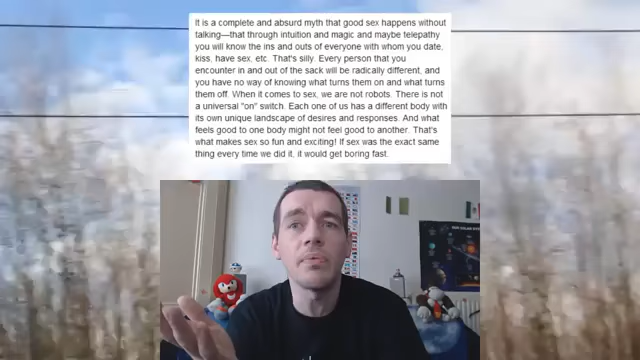 It is a complete and absurd myth that good sex happens without
talking—that through intuition and magic and maybe telepathy
you will know the ins and outs of everyone with whom you date,
kiss, have sex, etc. That's silly. Every person that you
encounter in and out of the sack will be radically different, and
you have no way of knowing what turns them on and what turns
them off. When it comes to sex, we are not robots. There is not
a universal "on" switch. Each one of us has a different body with
its own unique landscape of desires and responses. And what
feels good to one body might not feel good to another. That's
what makes sex so fun and exciting! If sex was the exact same
thing every time we did it, it would get boring fast.